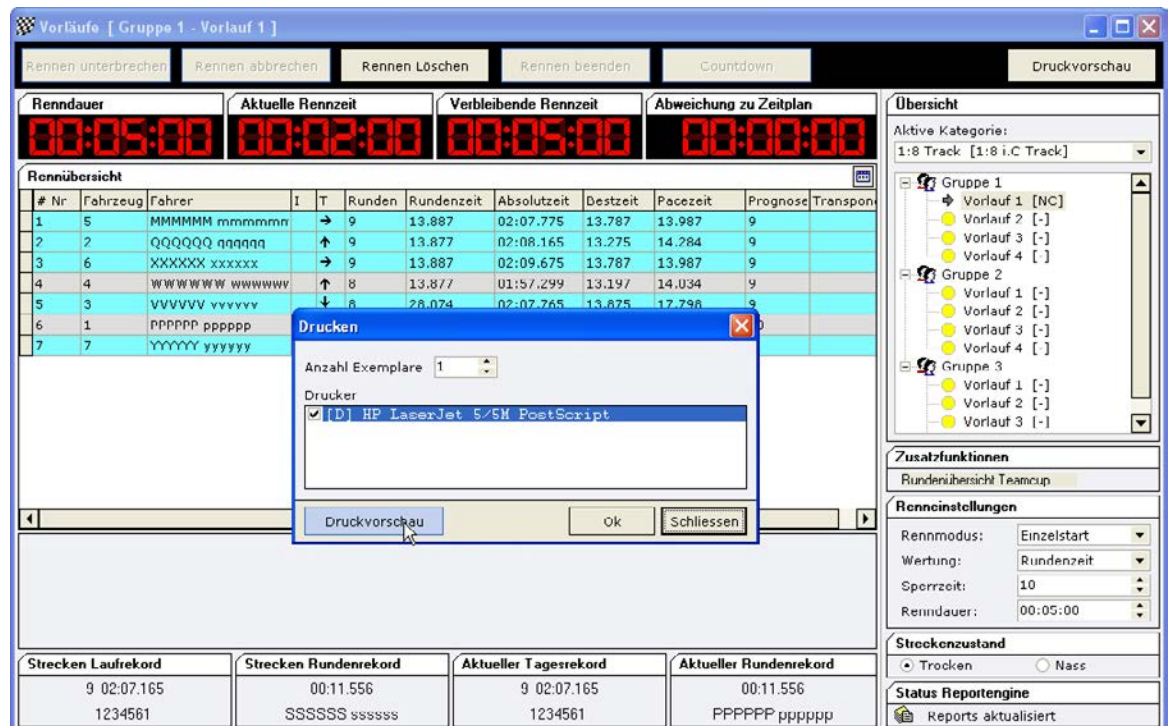 Vorläufe [ Gruppe 1 - Vorlauf 1 ]
Rennen unterbrechen Rennen abbrechen Rennen Löschen Rennen beenden Countdown Druckvorschau
Renndauer Aktuelle Rennzeit Verbleibende Rennzeit Abweichung zu Zeitplan
00:05:00 00:02:00 00:05:00 00:00:00
Rennübersicht
# Nr Fahrzeug Fahrer I T Runden Rundenzeit Absolutzeit Bestzeit Pacezeit Prognose Transpon
1 5 MMMMMM mmmmmm → 9 13.887 02:07.775 13.787 13.987 9
2 2 QQQQQQ qqqqqq ↑ 9 13.877 02:08.165 13.275 14.284 9
3 6 XXXXXX xxxxxx → 9 13.887 02:09.675 13.787 13.987 9
4 4 WWWWWW wwwwww ↑ 8 13.877 01:57.299 13.197 14.034 9
5 3 VVVVVV vvvvvv ↓ 8 28.074 02:07.765 13.875 17.798 9
6 1 PPPPPP pppppp
7 7 YYYYYY yyyyyy
Drucken
Anzahl Exemplare 1
Drucker
[D] HP LaserJet 5/5M PostScript
Druckvorschau Ok Schliessen
Strecken Laufrekord Strecken Rundenrekord Aktueller Tagesrekord Aktueller Rundenrekord
9 02:07.165 00:11.556 9 02:07.165 00:11.556
1234561 SSSSSS ssssss 1234561 PPPPPP pppppp
Übersicht
Aktive Kategorie:
1:8 Track [1:8 i.C Track]
Gruppe 1
Vorlauf 1 [NC]
Vorlauf 2 [-]
Vorlauf 3 [-]
Vorlauf 4 [-]
Gruppe 2
Vorlauf 1 [-]
Vorlauf 2 [-]
Vorlauf 3 [-]
Vorlauf 4 [-]
Gruppe 3
Vorlauf 1 [-]
Vorlauf 2 [-]
Vorlauf 3 [-]
Zusatzfunktionen
Rundenübersicht Teamcup
Renneinstellungen
Rennmodus: Einzelstart
Wertung: Rundenzeit
Sperrzeit: 10
Renndauer: 00:05:00
Streckenzustand
Trocken Nass
Status Reportengine
Reports aktualisiert